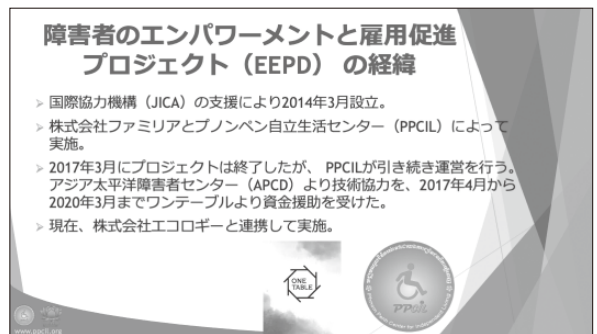 障害者のエンパワーメントと雇用促進
プロジェクト（EEPD） の経緯
国際協力機構（JICA）の支援により2014年3月設立。
株式会社ファミリアとプノンペン自立生活センター（PPCIL）によって
実施。
2017年3月にプロジェクトは終了したが、 PPCILが引き続き運営を行う。
アジア太平洋障害者センター（APCD）より技術協力を、2017年4月から
2020年3月までワンテーブルより資金援助を受けた。
現在、株式会社エコロギーと連携して実施。
ONE
TABLE
PPCIL
www.ppcil.org